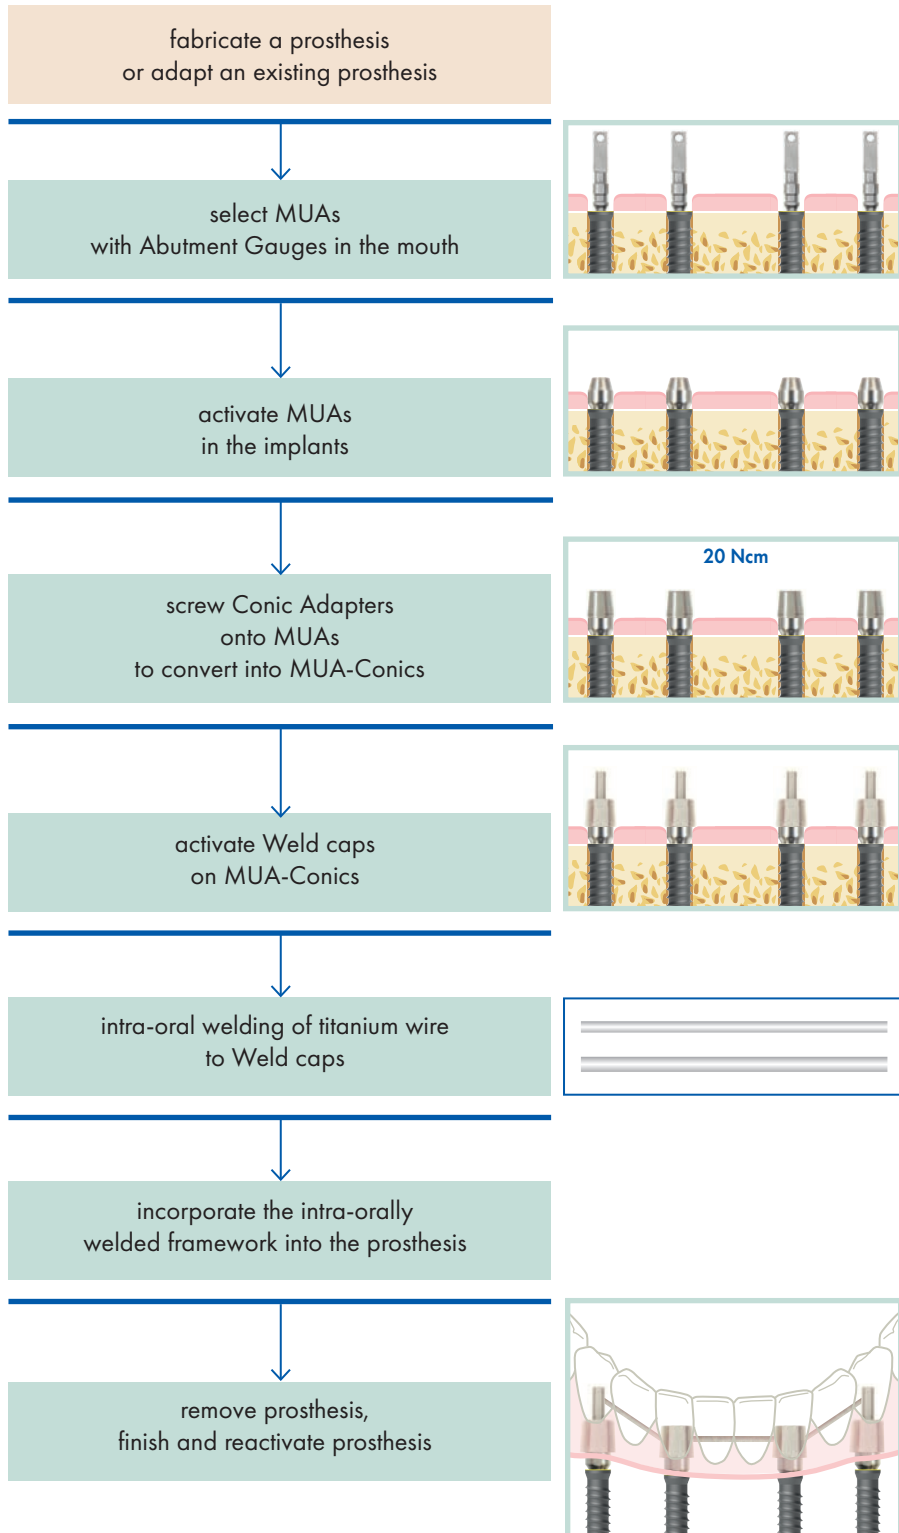 fabricate a prosthesis
or adapt an existing prosthesis
select MUAs
with Abutment Gauges in the mouth
activate MUAs
in the implants
screw Conic Adapters
onto MUAs
to convert into MUA-Conics
20 Ncm
activate Weld caps
on MUA-Conics
intra-oral welding of titanium wire
to Weld caps
incorporate the intra-orally
welded framework into the prosthesis
remove prosthesis,
finish and reactivate prosthesis